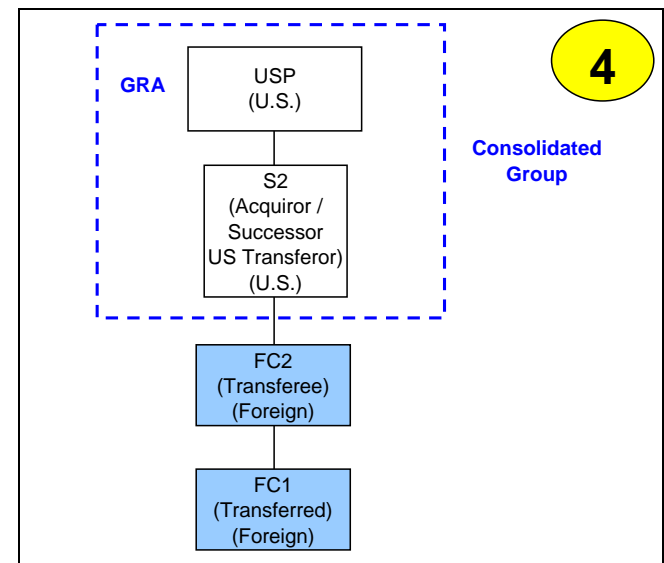 4
GRA
USP
(U.S.)
Consolidated
Group
S2
(Acquiror /
Successor
US Transferor)
(U.S.)
FC2
(Transferee)
(Foreign)
FC1
(Transferred)
(Foreign)